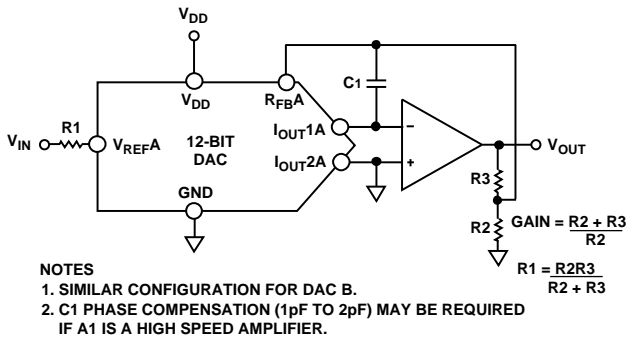 VDD
VDD
RFBA
C1
R1
VIN
VREFA
12-BIT
DAC
IOUT1A
IOUT2A
GND
–
+
VOUT
R3
R2
GAIN = R2 + R3
R2
R1 = R2R3
R2 + R3
NOTES
1. SIMILAR CONFIGURATION FOR DAC B.
2. C1 PHASE COMPENSATION (1pF TO 2pF) MAY BE REQUIRED
IF A1 IS A HIGH SPEED AMPLIFIER.